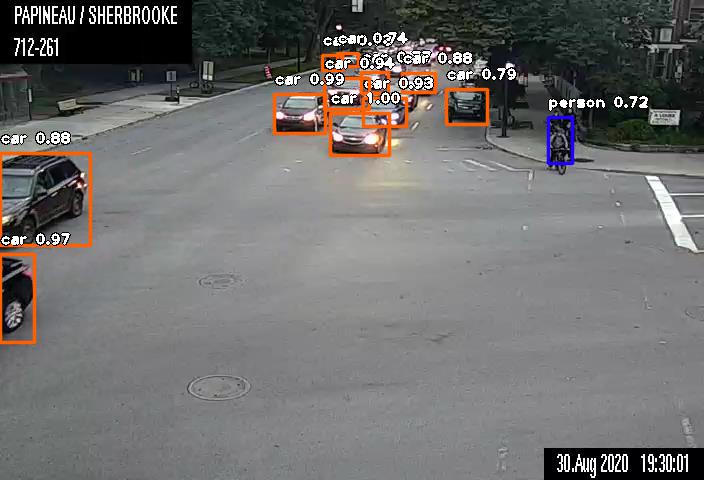 PAPINEAU / SHERBROOKE
712-261
car 0.74
car 0.88
car 0.94
car 0.99
car 0.93
car 0.79
car 1.00
person 0.72
car 0.88
car 0.97
30.Aug 2020 19:30:01